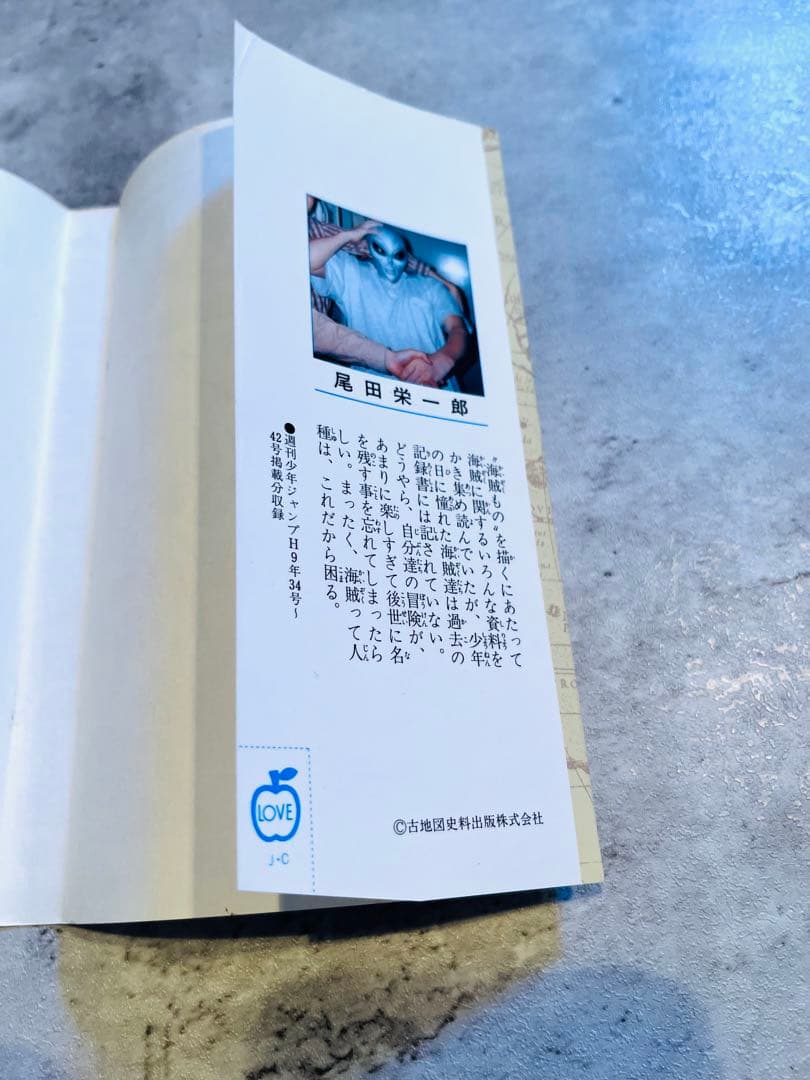 尾田栄一郎
〝海賊もの〟を描くにあたって
海賊に関するいろんな資料を
かき集め読んでいたが、少年
の日に憧れた海賊達は過去の
記録書には記されていない。
どうやら、自分達の冒険が、
あまりに楽しすぎて後世に名
を残す事を忘れてしまったら
しい。まったく、海賊って人
種は、これだから困る。
●週刊少年ジャンプH9年34号~
42号掲載分収録
LOVE
J・C
©古地図史料出版株式会社